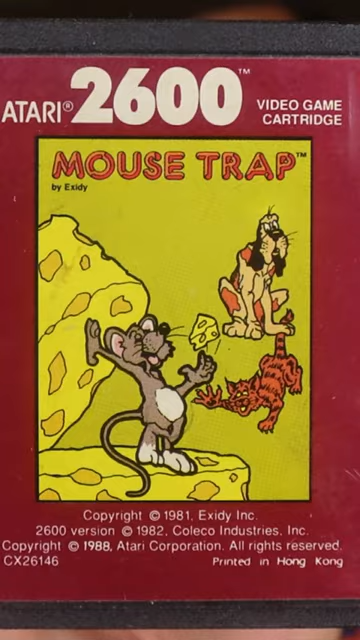 ATARI® 2600™ VIDEO GAME
CARTRIDGE
MOUSE TRAP™
by Exidy
Copyright © 1981, Exidy Inc.
2600 version © 1982, Coleco Industries, Inc.
Copyright © 1988, Atari Corporation. All rights reserved.
CX26146 Printed in Hong Kong